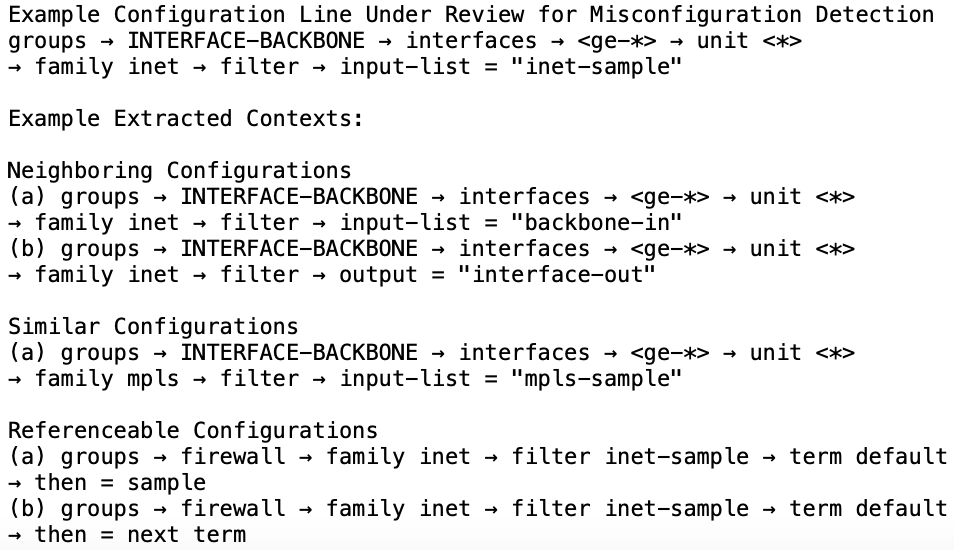 Example Configuration Line Under Review for Misconfiguration Detection
groups → INTERFACE-BACKBONE → interfaces → <ge-*> → unit <*>
→ family inet → filter → input-list = "inet-sample"
Example Extracted Contexts:
Neighboring Configurations
(a) groups → INTERFACE-BACKBONE → interfaces → <ge-*> → unit <*>
→ family inet → filter → input-list = "backbone-in"
(b) groups → INTERFACE-BACKBONE → interfaces → <ge-*> → unit <*>
→ family inet → filter → output = "interface-out"
Similar Configurations
(a) groups → INTERFACE-BACKBONE → interfaces → <ge-*> → unit <*>
→ family mpls → filter → input-list = "mpls-sample"
Referenceable Configurations
(a) groups → firewall → family inet → filter inet-sample → term default
→ then = sample
(b) groups → firewall → family inet → filter inet-sample → term default
→ then = next term